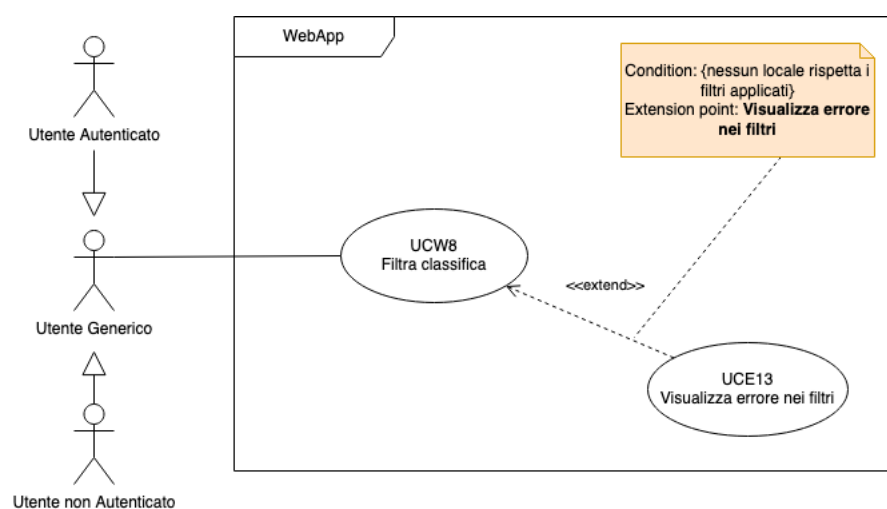 WebApp
Condition: {nessun locale rispetta i
filtri applicati}
Extension point: Visualizza errore
nei filtri
Utente Autenticato
UCW8
Filtra classifica
<<extend>>
Utente Generico
UCE13
Visualizza errore nei filtri
Utente non Autenticato